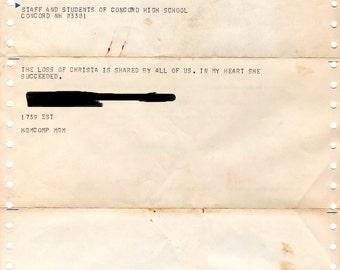 STAFF AND STUDENTS OF CONCORD HIGH SCHOOL
CONCORD NH 03301
THE LOSS OF CHRISTA IS SHARED BY ALL OF US. IN MY HEART SHE
SUCCEEDED.
1739 EST
MGMCOMP MGM